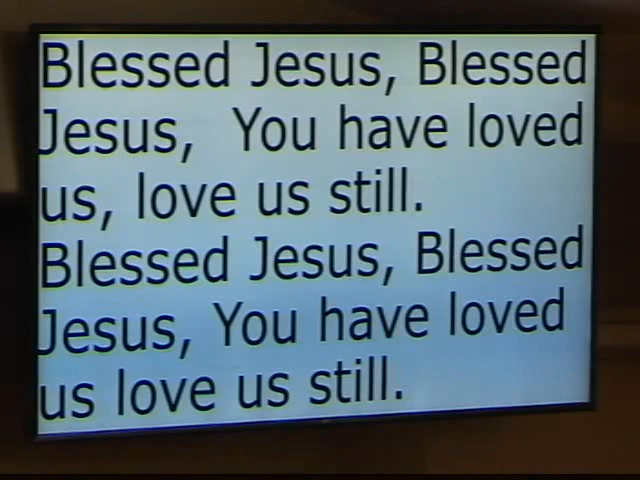 Blessed Jesus, Blessed
Jesus, You have loved
us, love us still.
Blessed Jesus, Blessed
Jesus, You have loved
us love us still.